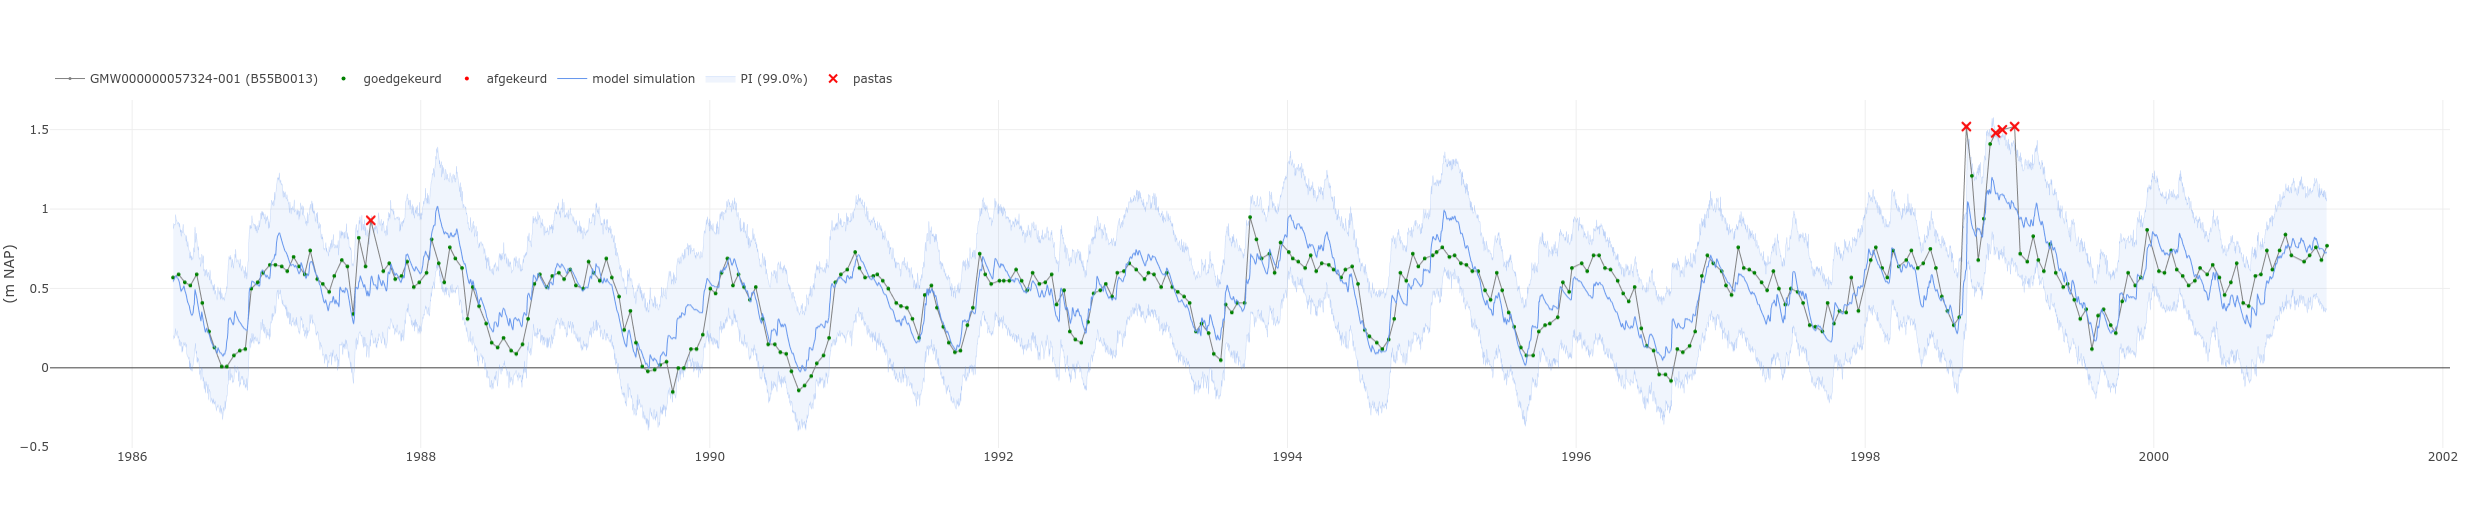 GMW000000057324-001 (B55B0013) goedgekeurd afgekeurd model simulation PI (99.0%) pastas
(m NAP)
1.5
1
0.5
0
−0.5
1986 1988 1990 1992 1994 1996 1998 2000 2002